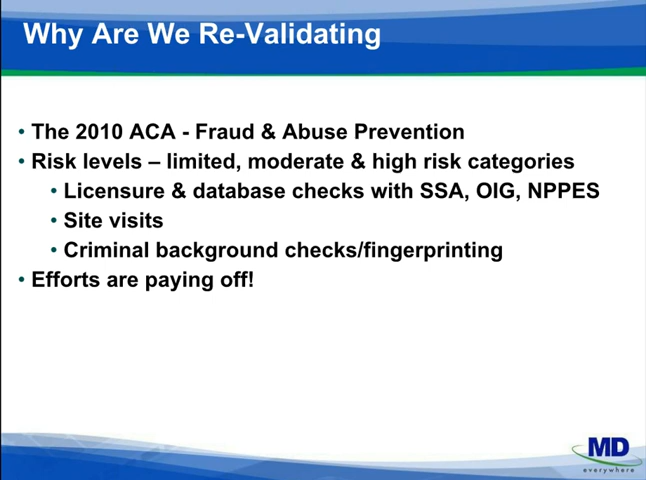 Why Are We Re-Validating
• The 2010 ACA - Fraud & Abuse Prevention
• Risk levels – limited, moderate & high risk categories
• Licensure & database checks with SSA, OIG, NPPES
• Site visits
• Criminal background checks/fingerprinting
• Efforts are paying off!
MD
everywhere